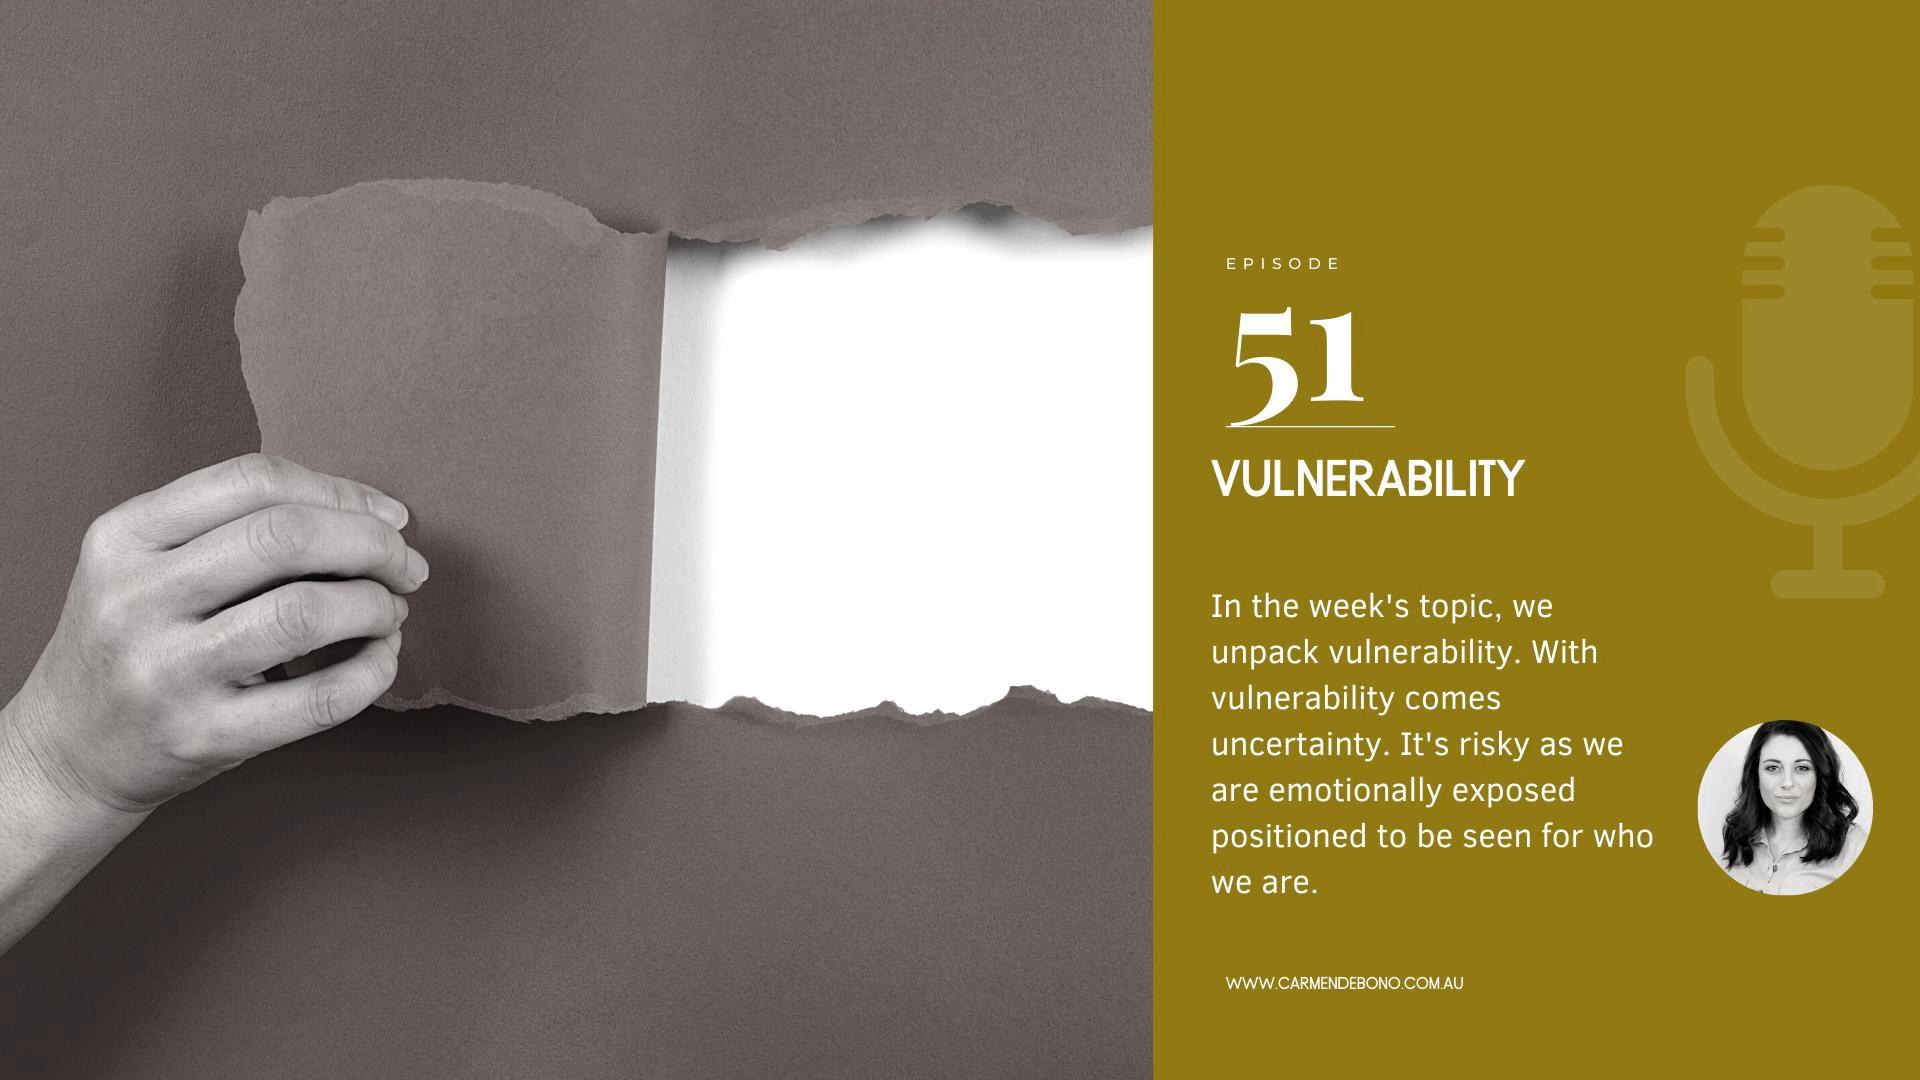 EPISODE
51
VULNERABILITY
In the week's topic, we
unpack vulnerability. With
vulnerability comes
uncertainty. It's risky as we
are emotionally exposed
positioned to be seen for who
we are.
WWW.CARMENDEBONO.COM.AU